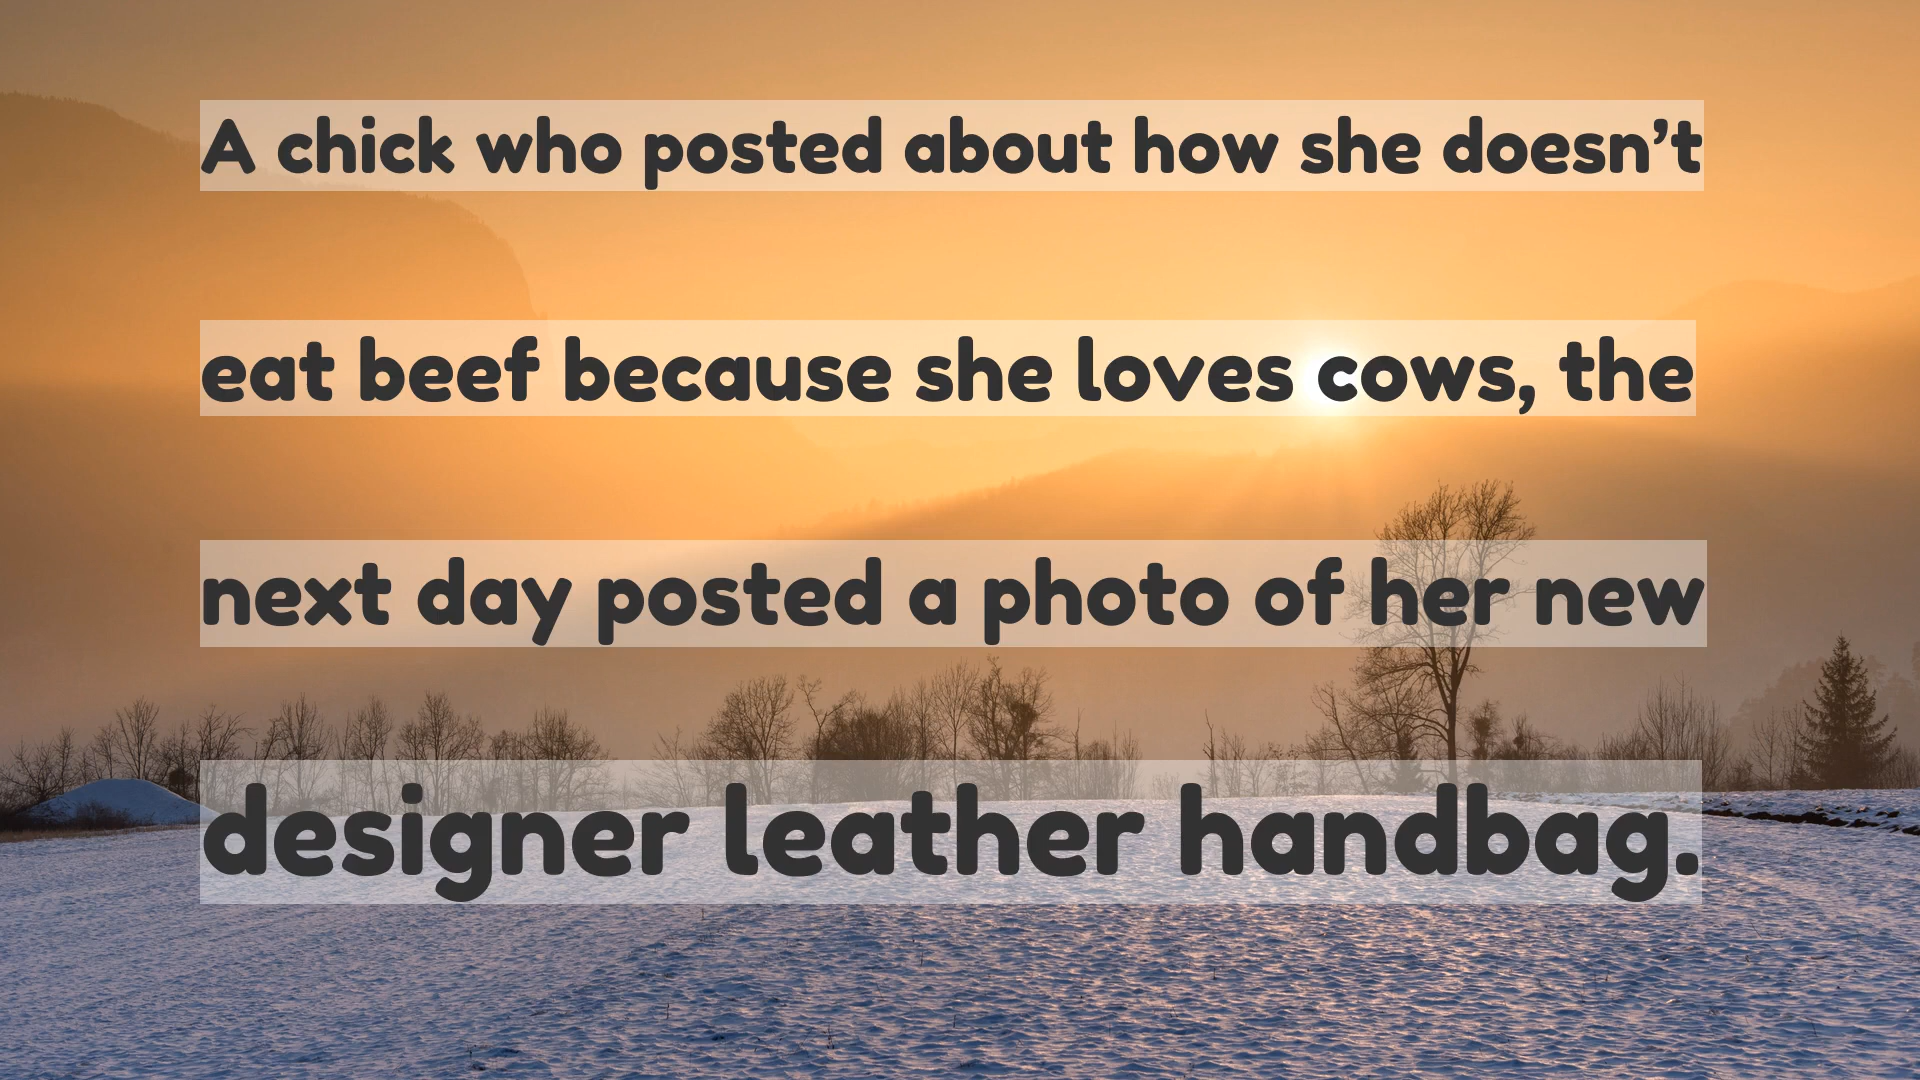 A chick who posted about how she doesn’t
eat beef because she loves cows, the
next day posted a photo of her new
designer leather handbag.